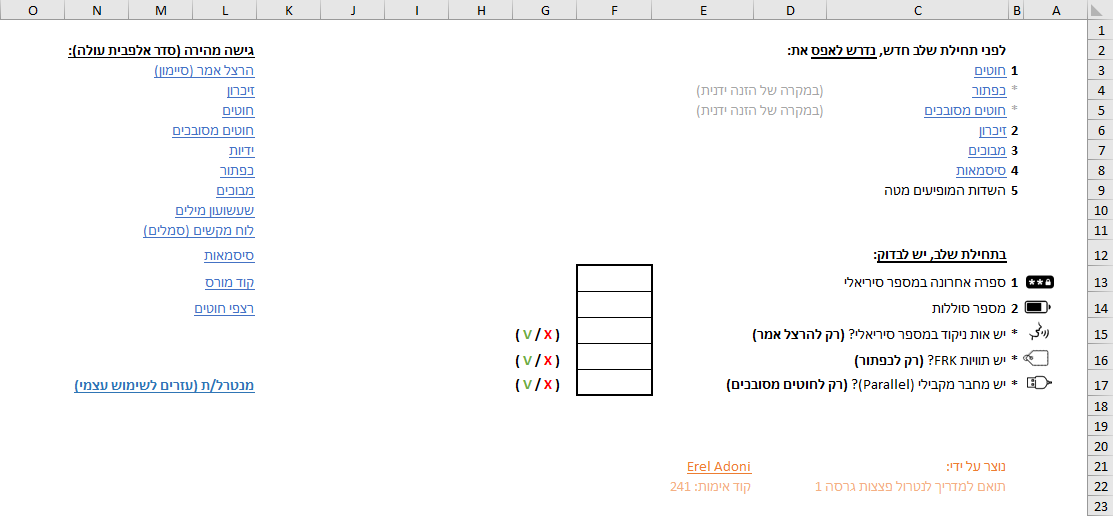 O N M L K J I H G F E D C B A
1
2 לפני תחילת שלב חדש, נדרש לאפס את: גישה מהירה (סדר אלפבית עולה):
3 1 חוטים הרצל אמר (סיימון)
4 * כפתור (במקרה של הזנה ידנית) זיכרון
5 * חוטים מסובכים (במקרה של הזנה ידנית) חוטים
6 2 זיכרון חוטים מסובכים
7 3 מבוכים ידיות
8 4 סיסמאות כפתור
9 5 השדות המופיעים מטה מבוכים
10 שעשועון מילים
11 לוח מקשים (סמלים)
12 בתחילת שלב, יש לבדוק: סיסמאות
13 1 ספרה אחרונה במספר סיריאלי קוד מורס
14 2 מספר סוללות רצפי חוטים
15 * יש אות ניקוד במספר סיריאלי? (רק להרצל אמר) ( V / X )
16 * יש תוויות FRK? (רק לכפתור) ( V / X )
17 * יש מחבר מקבילי (Parallel)? (רק לחוטים מסובכים) ( V / X ) מנטרל/ת (עזרים לשימוש עצמי)
18
19
20
21 נוצר על ידי: Erel Adoni
22 תואם למדריך לנטרול פצצות גרסה 1 קוד אימות: 241
23